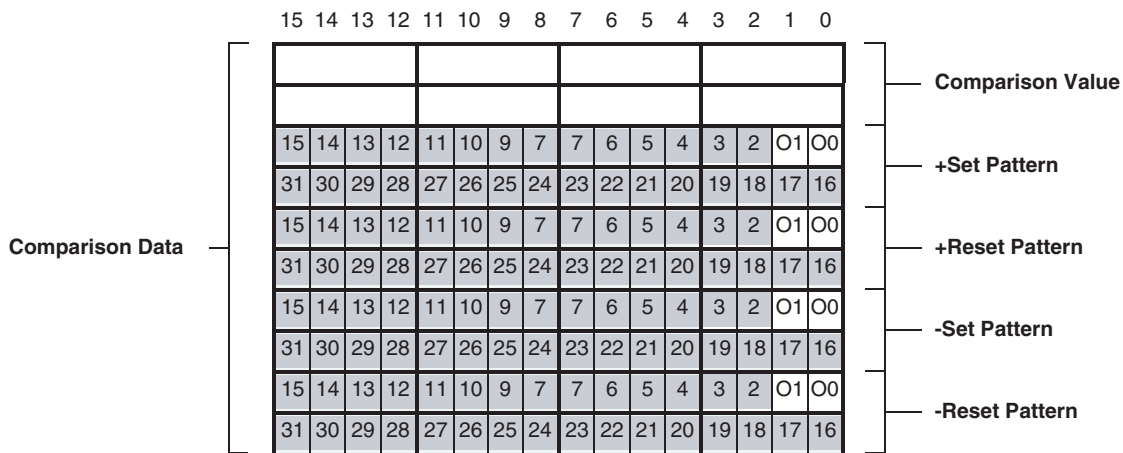 15 14 13 12 11 10 9 8 7 6 5 4 3 2 1 0
Comparison Value
15 14 13 12 11 10 9 7 7 6 5 4 3 2 O1 O0
+Set Pattern
31 30 29 28 27 26 25 24 23 22 21 20 19 18 17 16
15 14 13 12 11 10 9 7 7 6 5 4 3 2 O1 O0
Comparison Data
+Reset Pattern
31 30 29 28 27 26 25 24 23 22 21 20 19 18 17 16
15 14 13 12 11 10 9 7 7 6 5 4 3 2 O1 O0
-Set Pattern
31 30 29 28 27 26 25 24 23 22 21 20 19 18 17 16
15 14 13 12 11 10 9 7 7 6 5 4 3 2 O1 O0
-Reset Pattern
31 30 29 28 27 26 25 24 23 22 21 20 19 18 17 16